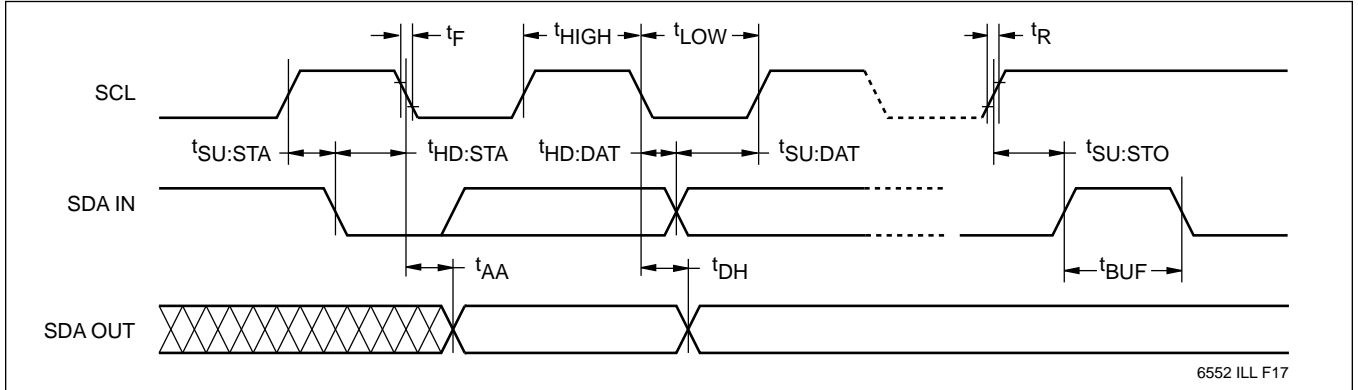 tF
tHIGH
tLOW
tR
SCL
tSU:STA
tHD:STA
tHD:DAT
tSU:DAT
tSU:STO
SDA IN
tAA
tDH
tBUF
SDA OUT
6552 ILL F17